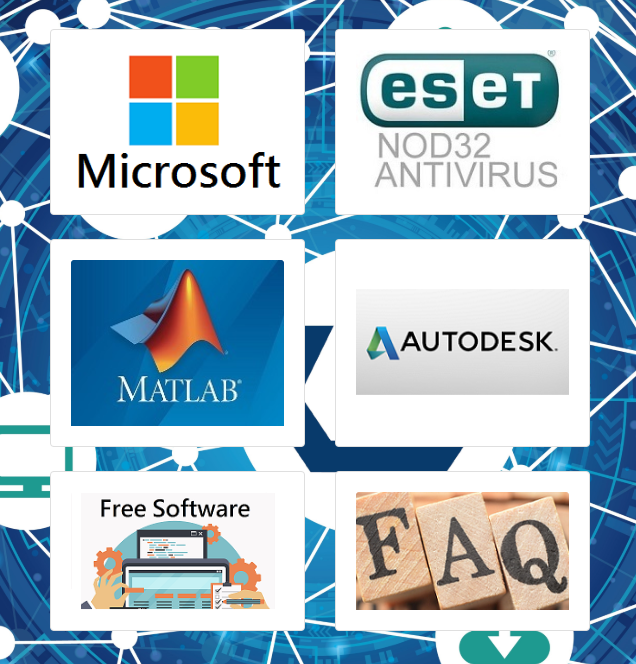 Microsoft
eseT
®
NOD32
ANTIVIRUS
MATLAB®
AUTODESK.
Free Software
FAQ